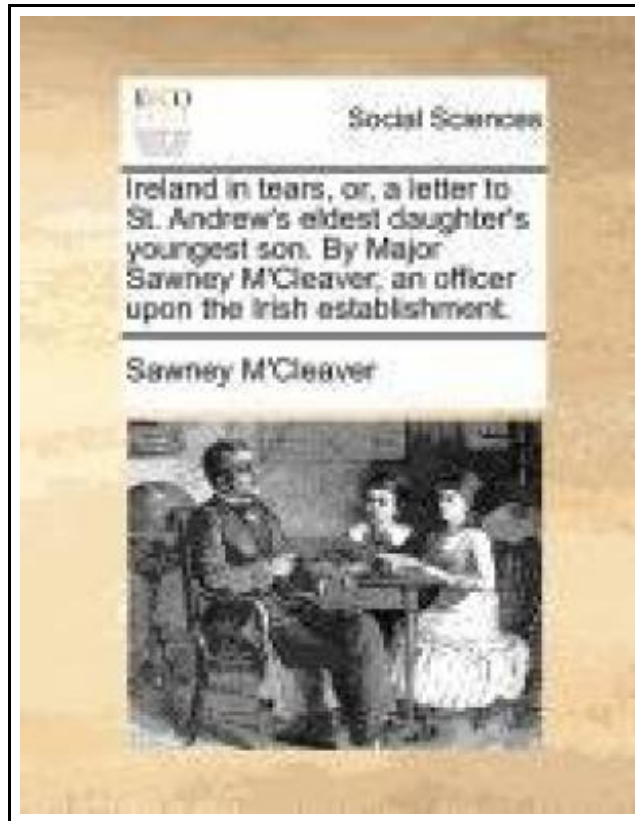 ECCO
Social Sciences
Ireland in tears, or, a letter to
St. Andrew's eldest daughter's
youngest son. By Major
Sawney M'Cleaver, an officer
upon the Irish establishment.
Sawney M'Cleaver